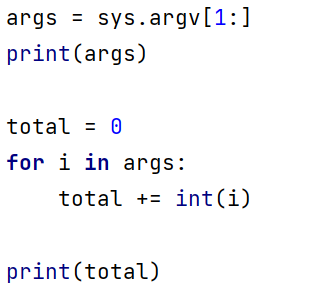 args = sys.argv[1:]
print(args)

total = 0
for i in args:
    total += int(i)

print(total)